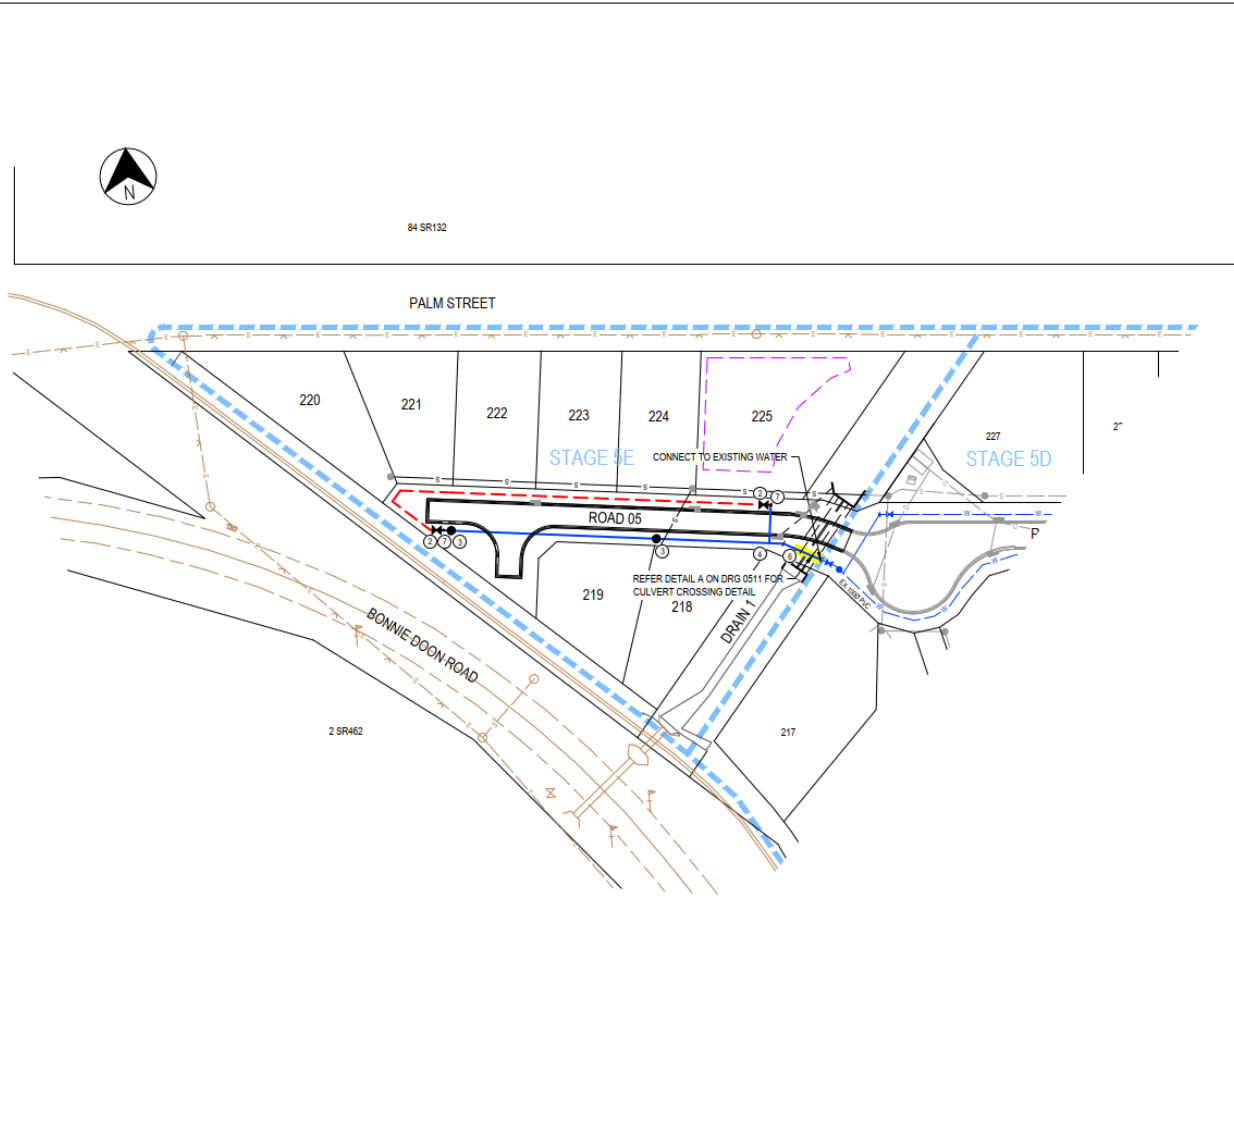 N
84 SR132
PALM STREET
220
221
222
223
224
225
227
STAGE 5E
CONNECT TO EXISTING WATER
STAGE 5D
2
7
ROAD 05
2
7
3
3
4
6
REFER DETAIL A ON DRG 0511 FOR
CULVERT CROSSING DETAIL
EX 100Ø PVC
219
218
DRAIN 1
BONNIE DOON ROAD
2 SR462
217